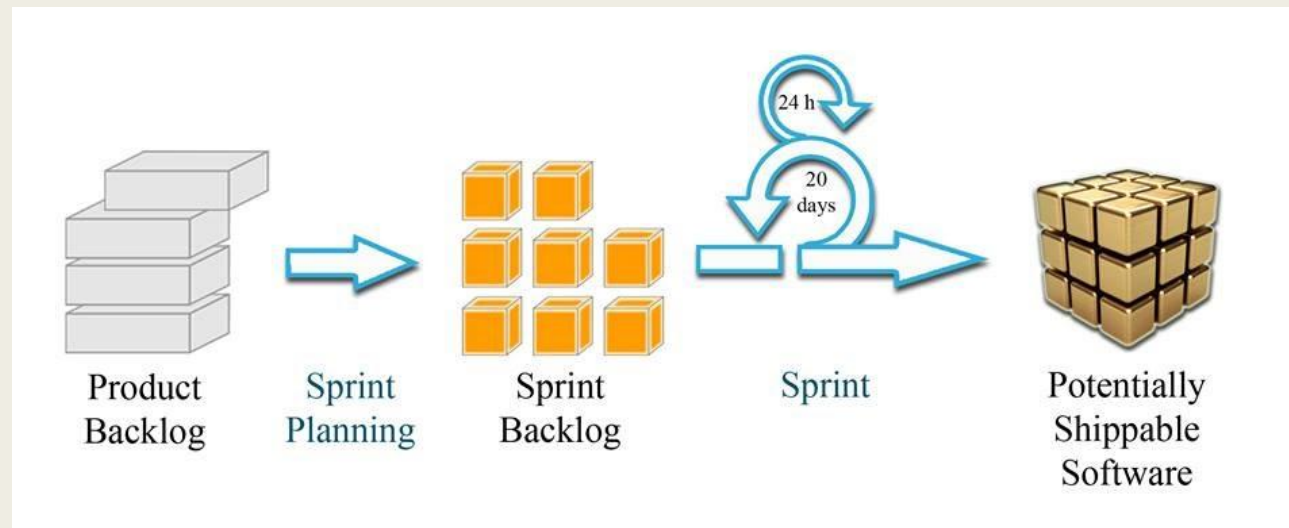 24 h
20
days
Product
Backlog
Sprint
Planning
Sprint
Backlog
Sprint
Potentially
Shippable
Software